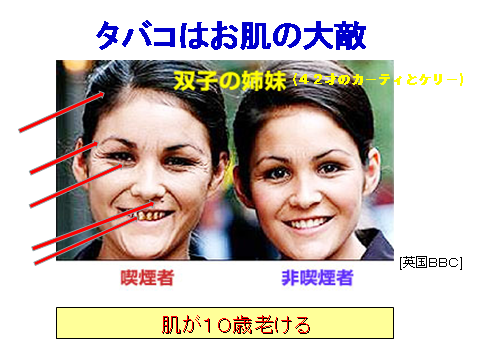 タバコはお肌の大敵
双子の姉妹(42才のカーティとケリー)
[英国BBC]
喫煙者 非喫煙者
肌が10歳老ける